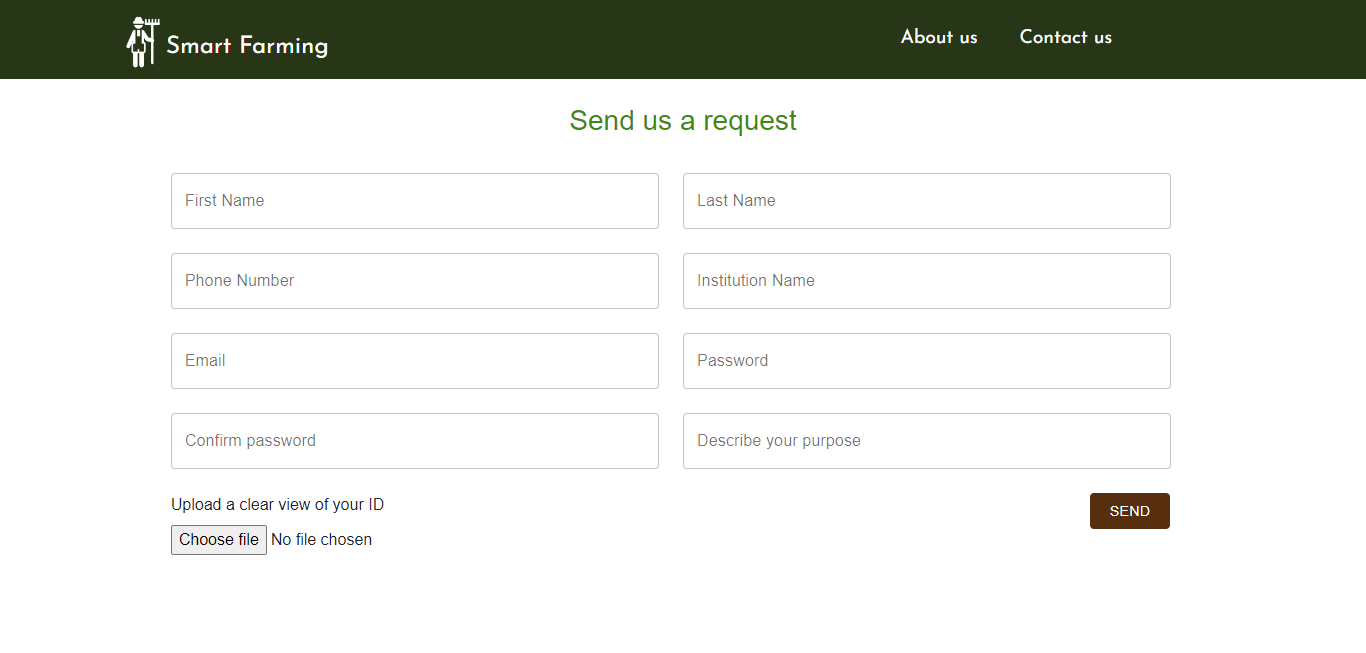 Smart Farming
About us
Contact us
Send us a request
First Name
Last Name
Phone Number
Institution Name
Email
Password
Confirm password
Describe your purpose
Upload a clear view of your ID
SEND
Choose file No file chosen